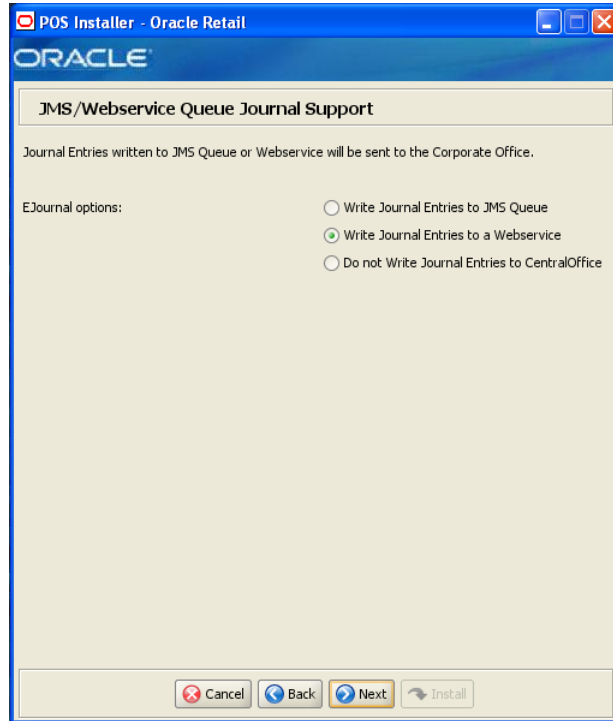 POS Installer - Oracle Retail
ORACLE
JMS/Webservice Queue Journal Support
Journal Entries written to JMS Queue or Webservice will be sent to the Corporate Office.
EJournal options:
Write Journal Entries to JMS Queue
Write Journal Entries to a Webservice
Do not Write Journal Entries to CentralOffice
Cancel Back Next Install